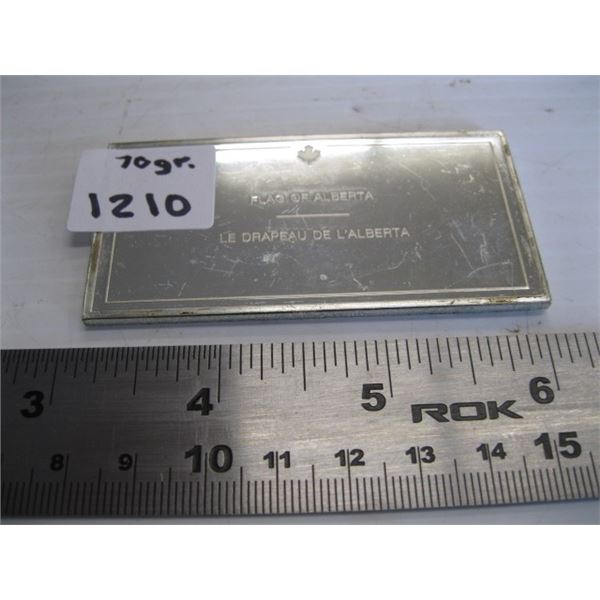 70gr.
1210
FLAG OF ALBERTA
LE DRAPEAU DE L'ALBERTA
3 4 5 ROK 6
8 9 10 11 12 13 14 15